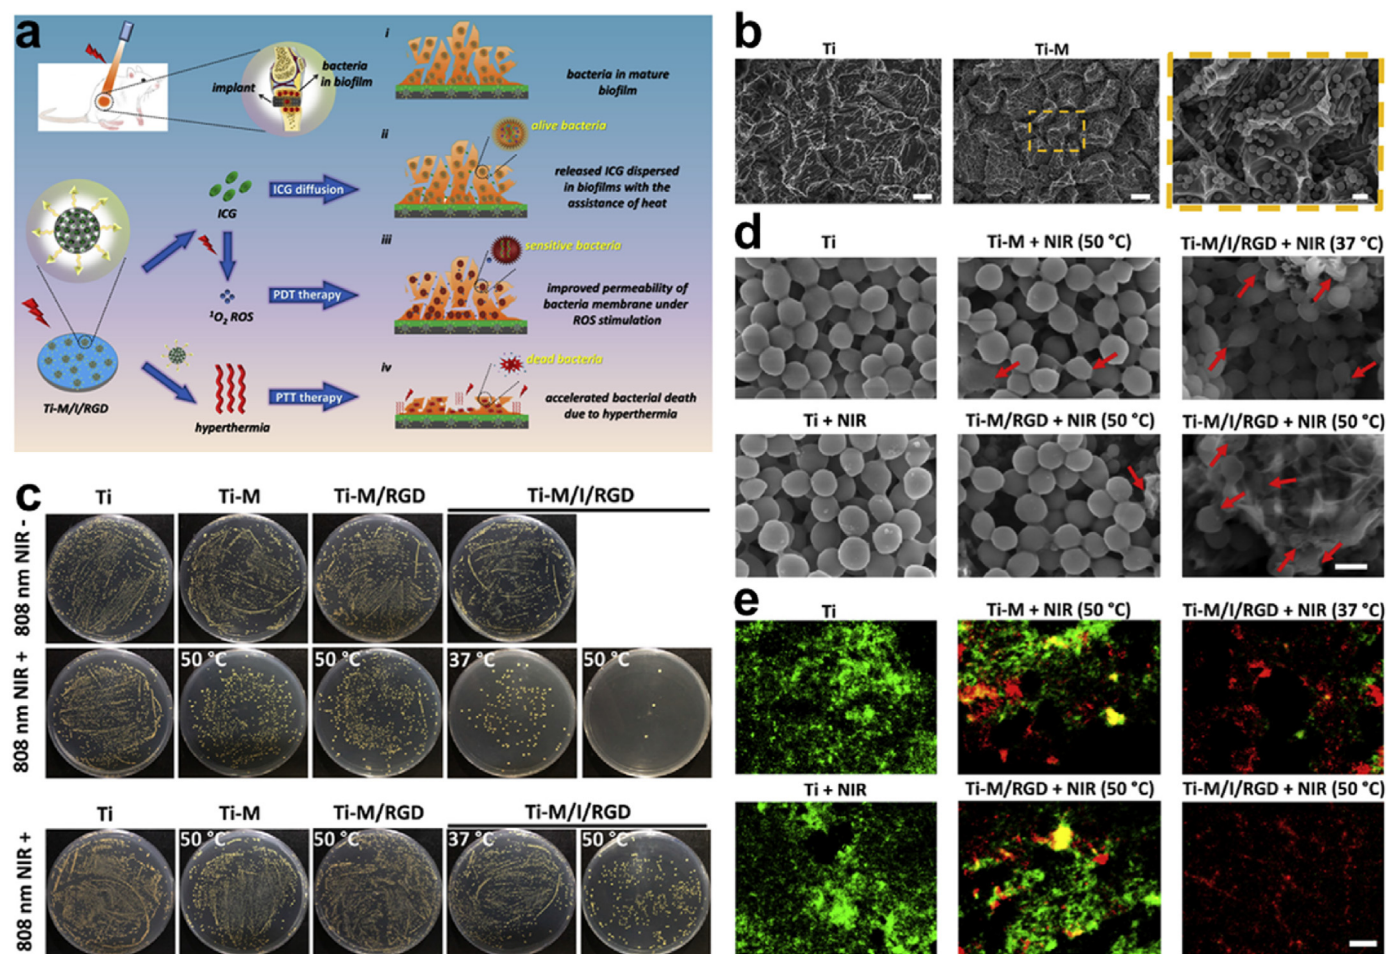 a
implant
bacteria
in biofilm
i
bacteria in mature
biofilm
ii
alive bacteria
released ICG dispersed
in biofilms with the
assistance of heat
ICG
ICG diffusion
iii
sensitive bacteria
¹O₂ ROS
PDT therapy
improved permeability of
bacteria membrane under
ROS stimulation
iv
dead bacteria
Ti-M/I/RGD
hyperthermia
PTT therapy
accelerated bacterial death
due to hyperthermia
b
Ti
Ti-M
c
Ti
Ti-M
Ti-M/RGD
Ti-M/I/RGD
808 nm NIR -
808 nm NIR +
50 °C
50 °C
37 °C
50 °C
Ti
Ti-M
Ti-M/RGD
Ti-M/I/RGD
808 nm NIR +
50 °C
50 °C
37 °C
50 °C
d
Ti
Ti-M + NIR (50 °C)
Ti-M/I/RGD + NIR (37 °C)
Ti + NIR
Ti-M/RGD + NIR (50 °C)
Ti-M/I/RGD + NIR (50 °C)
e
Ti
Ti-M + NIR (50 °C)
Ti-M/I/RGD + NIR (37 °C)
Ti + NIR
Ti-M/RGD + NIR (50 °C)
Ti-M/I/RGD + NIR (50 °C)